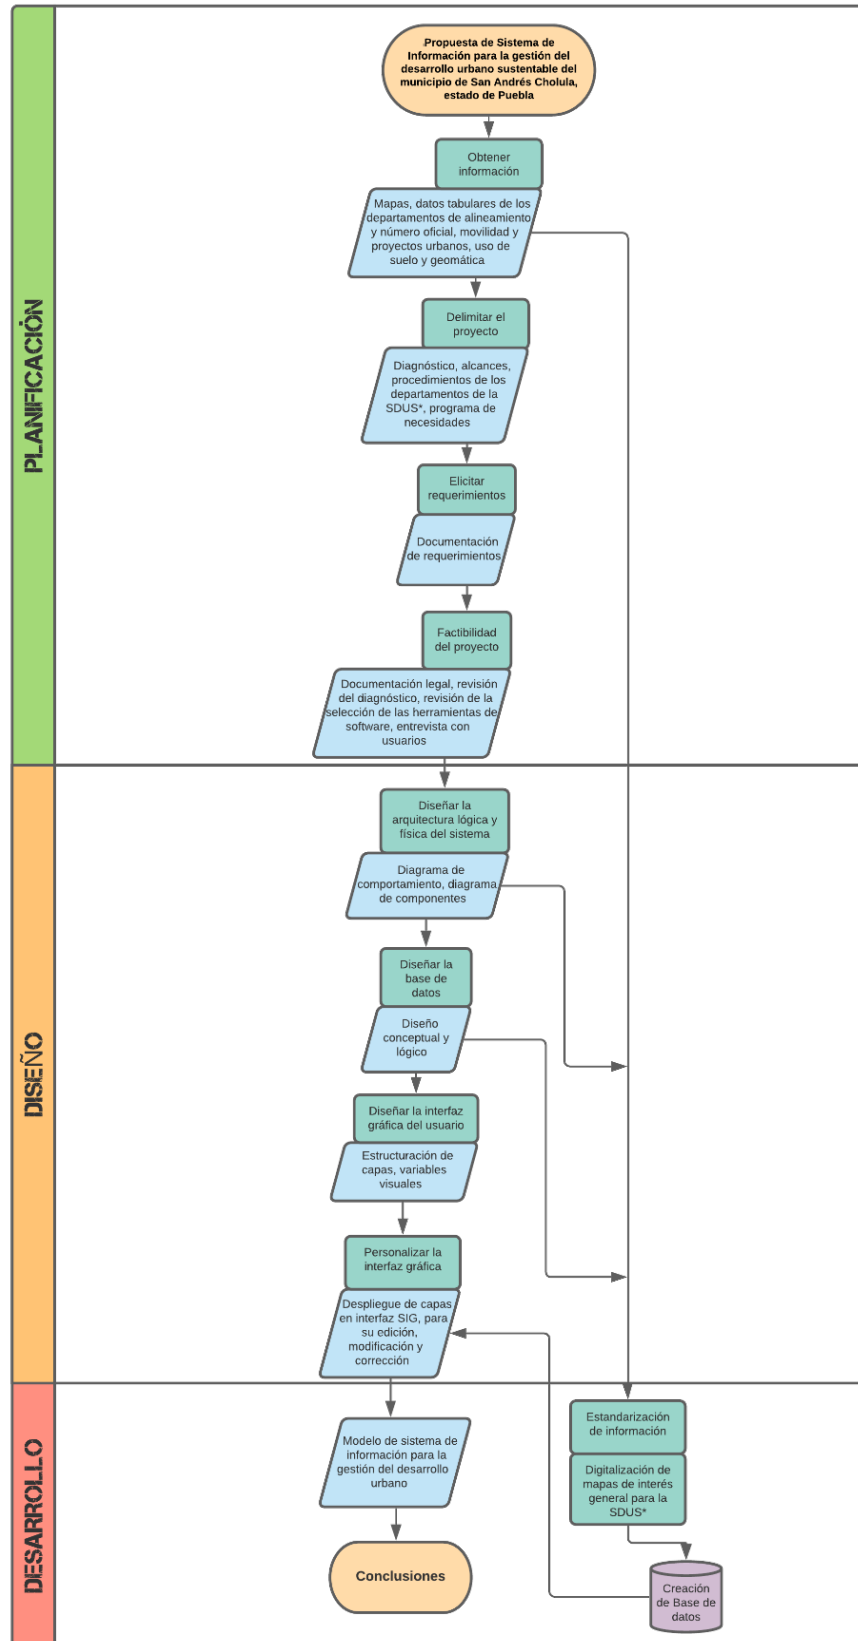 PLANIFICACIÓN
Propuesta de Sistema de
Información para la gestión del
desarrollo urbano sustentable del
municipio de San Andrés Cholula,
estado de Puebla
Obtener
información
Mapas, datos tabulares de los
departamentos de alineamiento
y número oficial, movilidad y
proyectos urbanos, uso de
suelo y geomática
Delimitar el
proyecto
Diagnóstico, alcances,
procedimientos de los
departamentos de la
SDUS*, programa de
necesidades
Elicitar
requerimientos
Documentación
de requerimientos
Factibilidad
del proyecto
Documentación legal, revisión
del diagnóstico, revisión de la
selección de las herramientas de
software, entrevista con
usuarios
DISEÑO
Diseñar la
arquitectura lógica y
física del sistema
Diagrama de
comportamiento, diagrama
de componentes
Diseñar la
base de
datos
Diseño
conceptual y
lógico
Diseñar la interfaz
gráfica del usuario
Estructuración de
capas, variables
visuales
Personalizar la
interfaz gráfica
Despliegue de capas
en interfaz SIG, para
su edición,
modificación y
corrección
DESARROLLO
Modelo de sistema de
información para la
gestión del desarrollo
urbano
Conclusiones
Estandarización
de información
Digitalización de
mapas de interés
general para la
SDUS*
Creación
de Base de
datos